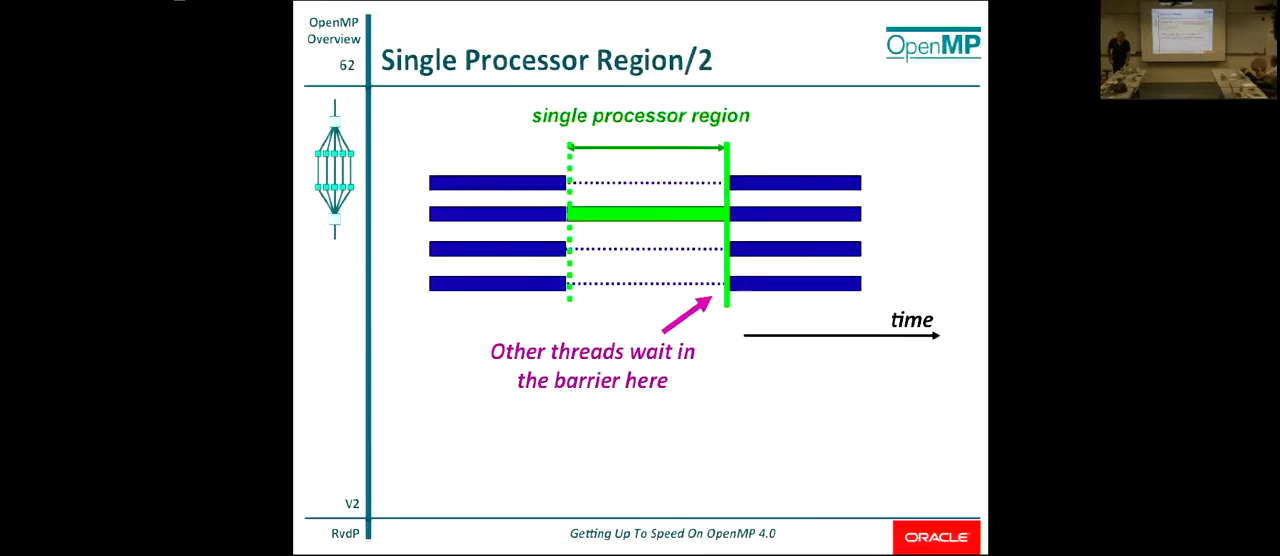 OpenMP
Overview
62
Single Processor Region/2
OpenMP
single processor region
time
Other threads wait in
the barrier here
V2
RvdP
Getting Up To Speed On OpenMP 4.0
ORACLE